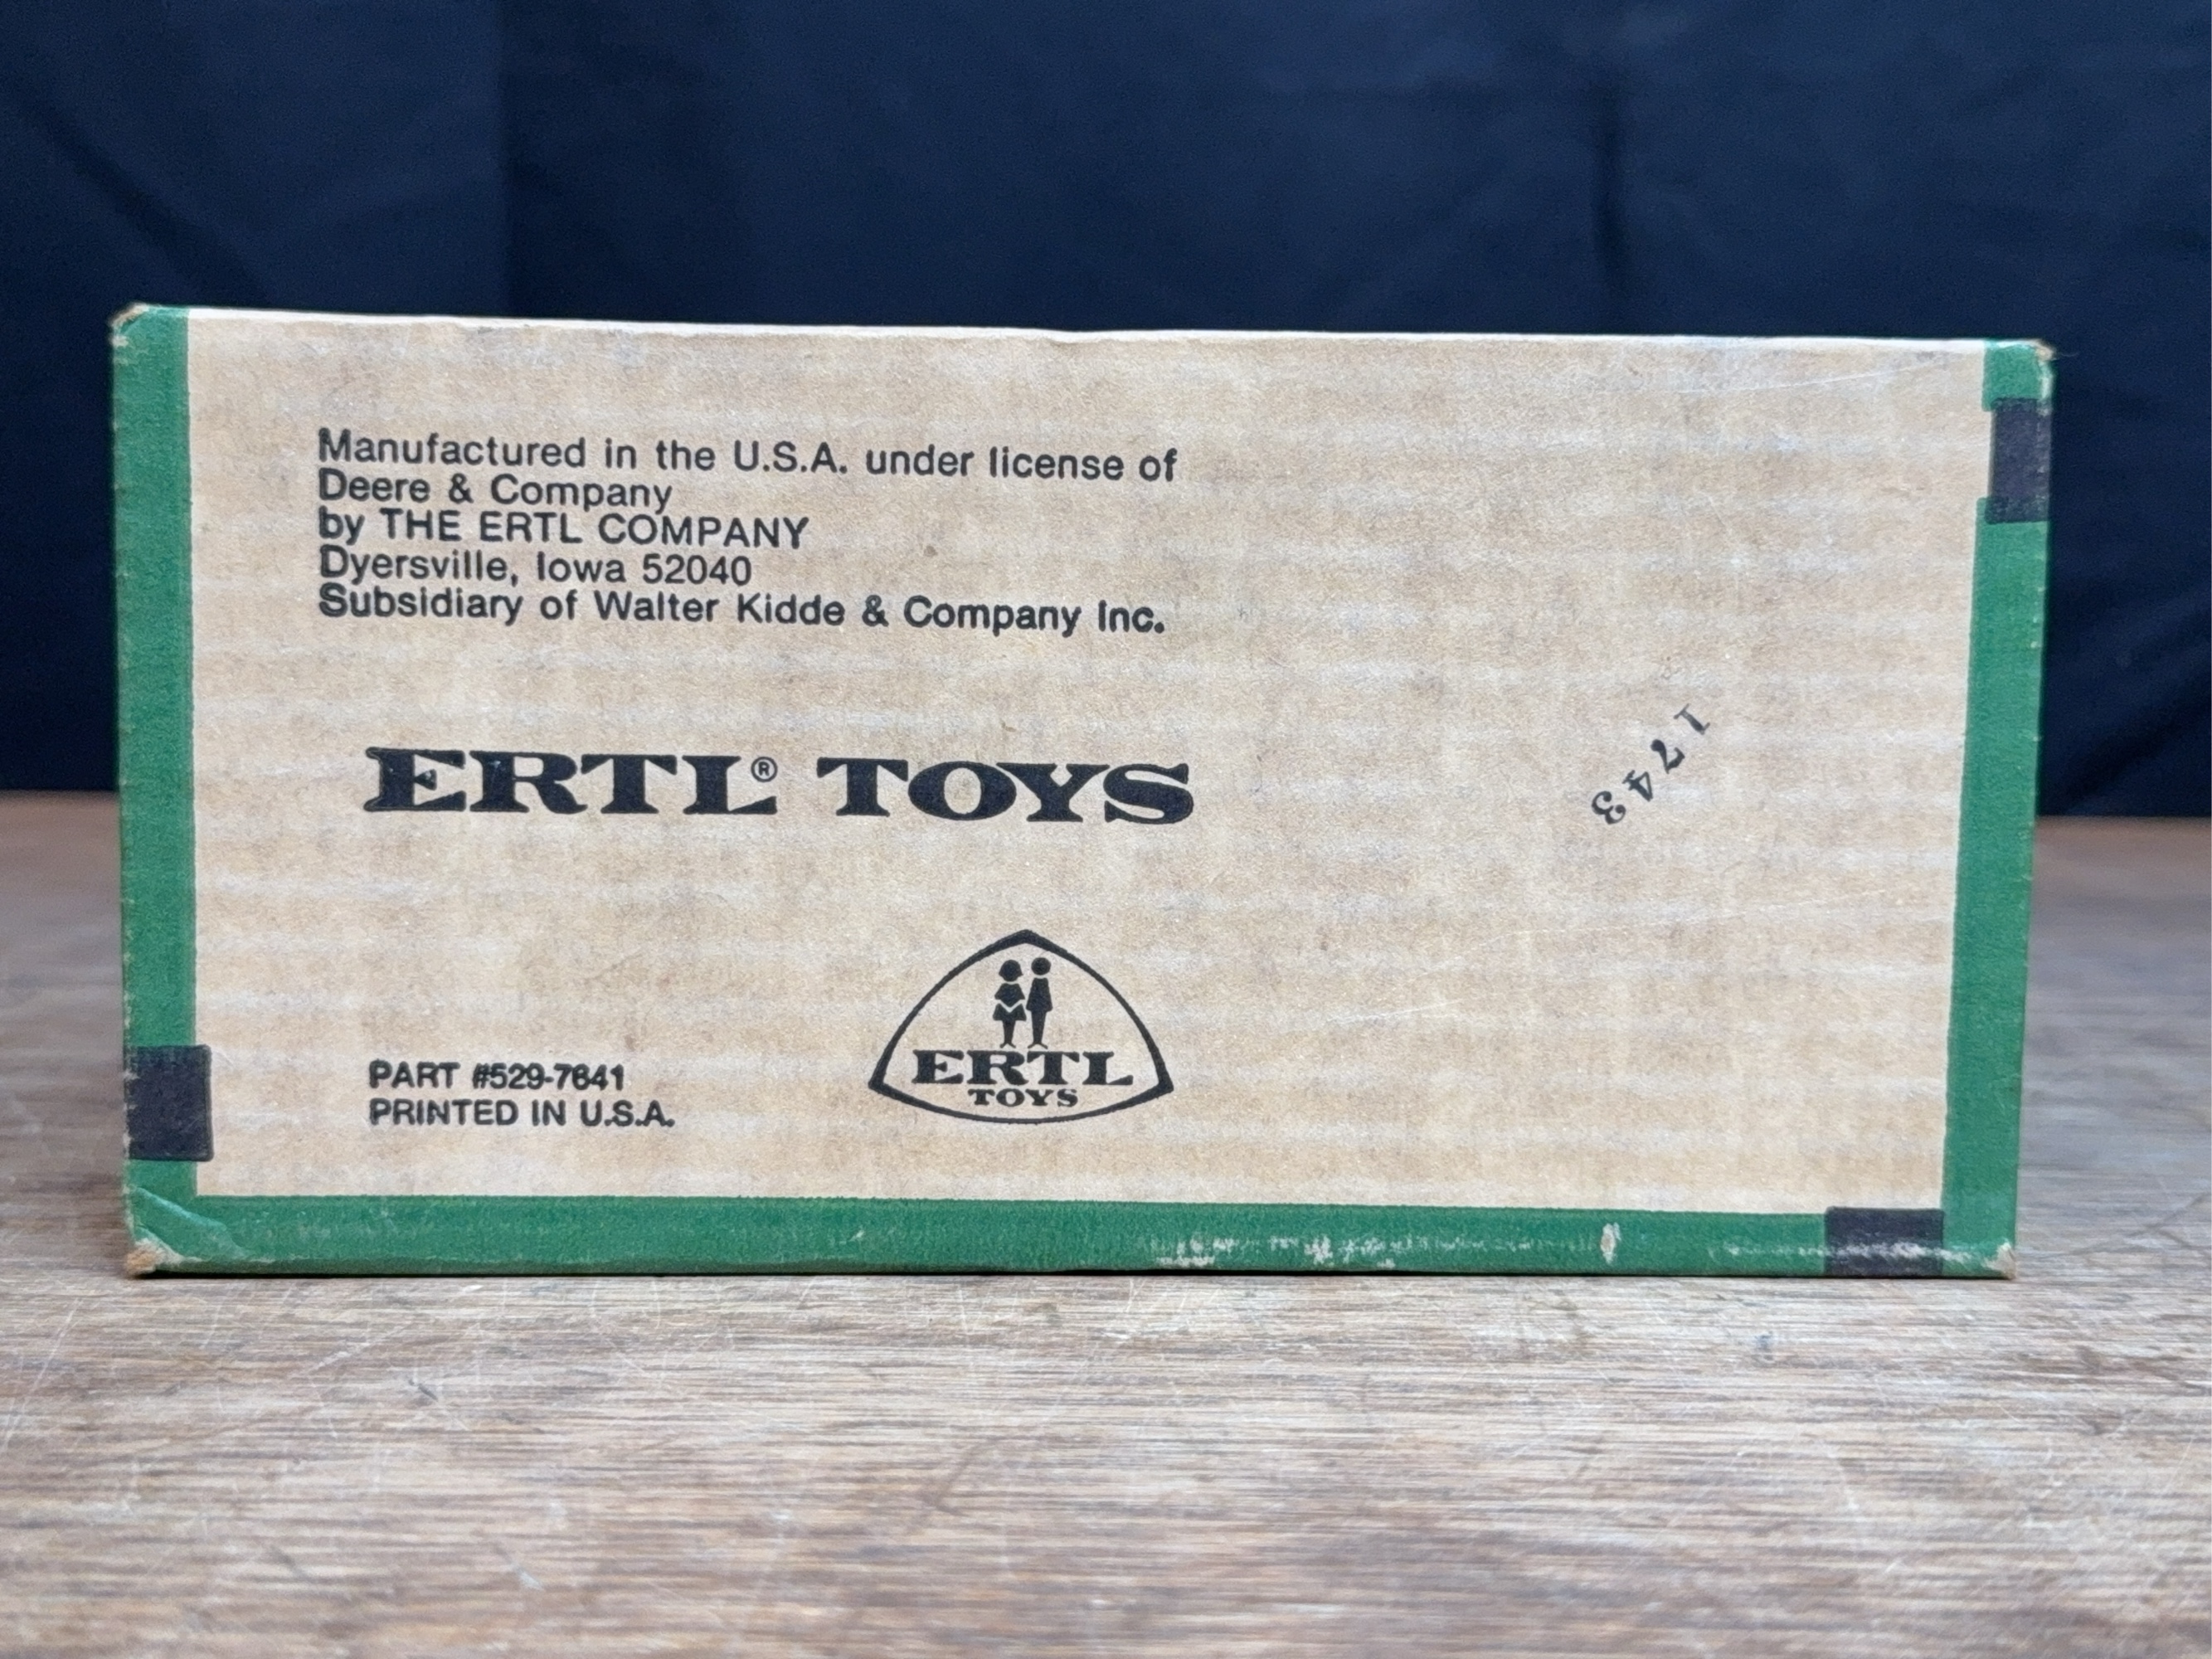 Manufactured in the U.S.A. under license of
Deere & Company
by THE ERTL COMPANY
Dyersville, Iowa 52040
Subsidiary of Walter Kidde & Company Inc.
ERTL® TOYS
1743
ERTL
TOYS
PART #529-7641
PRINTED IN U.S.A.